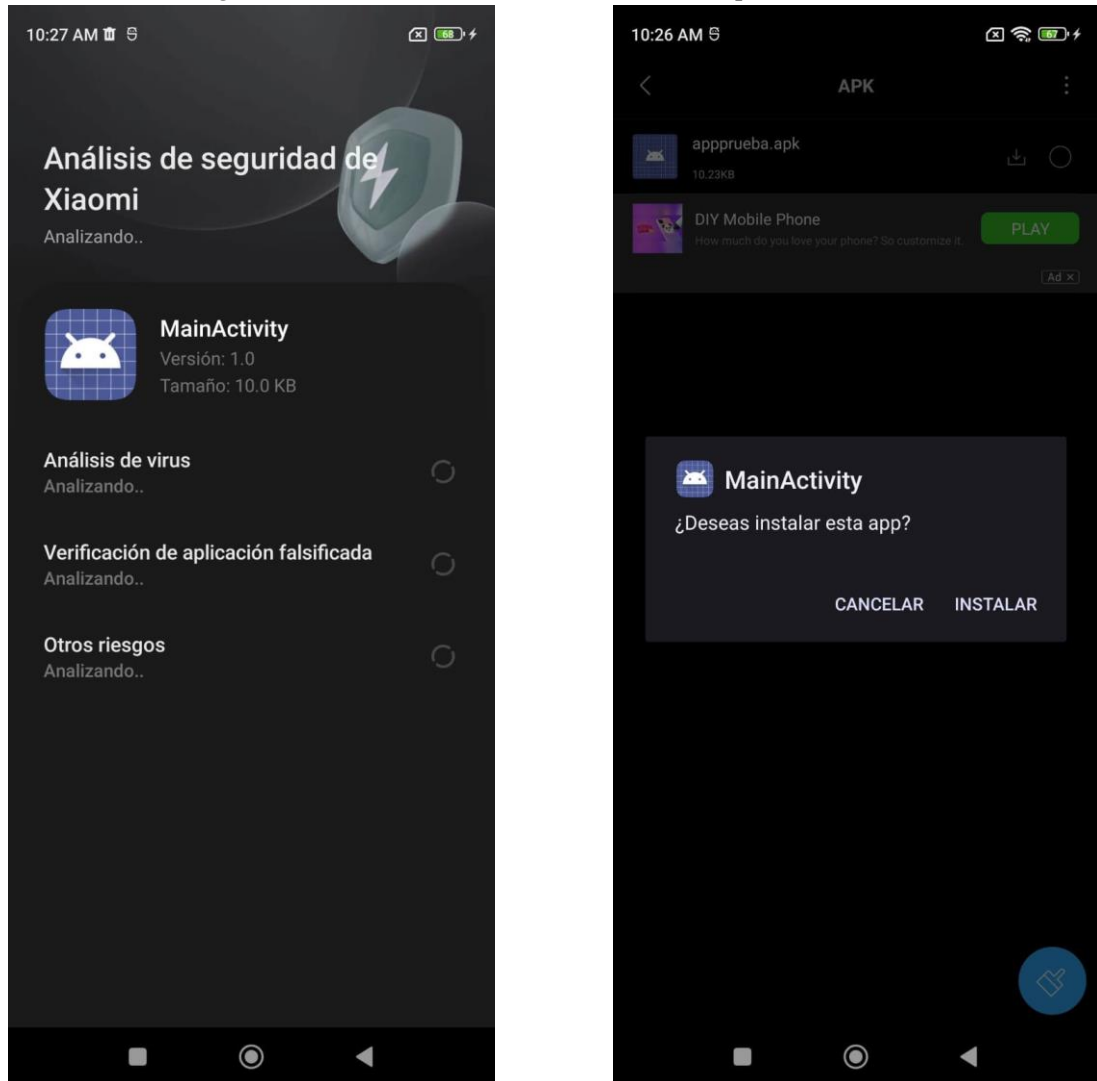 10:27 AM
68
Análisis de seguridad de
Xiaomi
Analizando..
MainActivity
Versión: 1.0
Tamaño: 10.0 KB
Análisis de virus
Analizando..
Verificación de aplicación falsificada
Analizando..
Otros riesgos
Analizando..
10:26 AM
67
APK
appprueba.apk
10.23KB
DIY Mobile Phone
How much do you love your phone? So customize it.
PLAY
Ad ×
MainActivity
¿Deseas instalar esta app?
CANCELAR INSTALAR